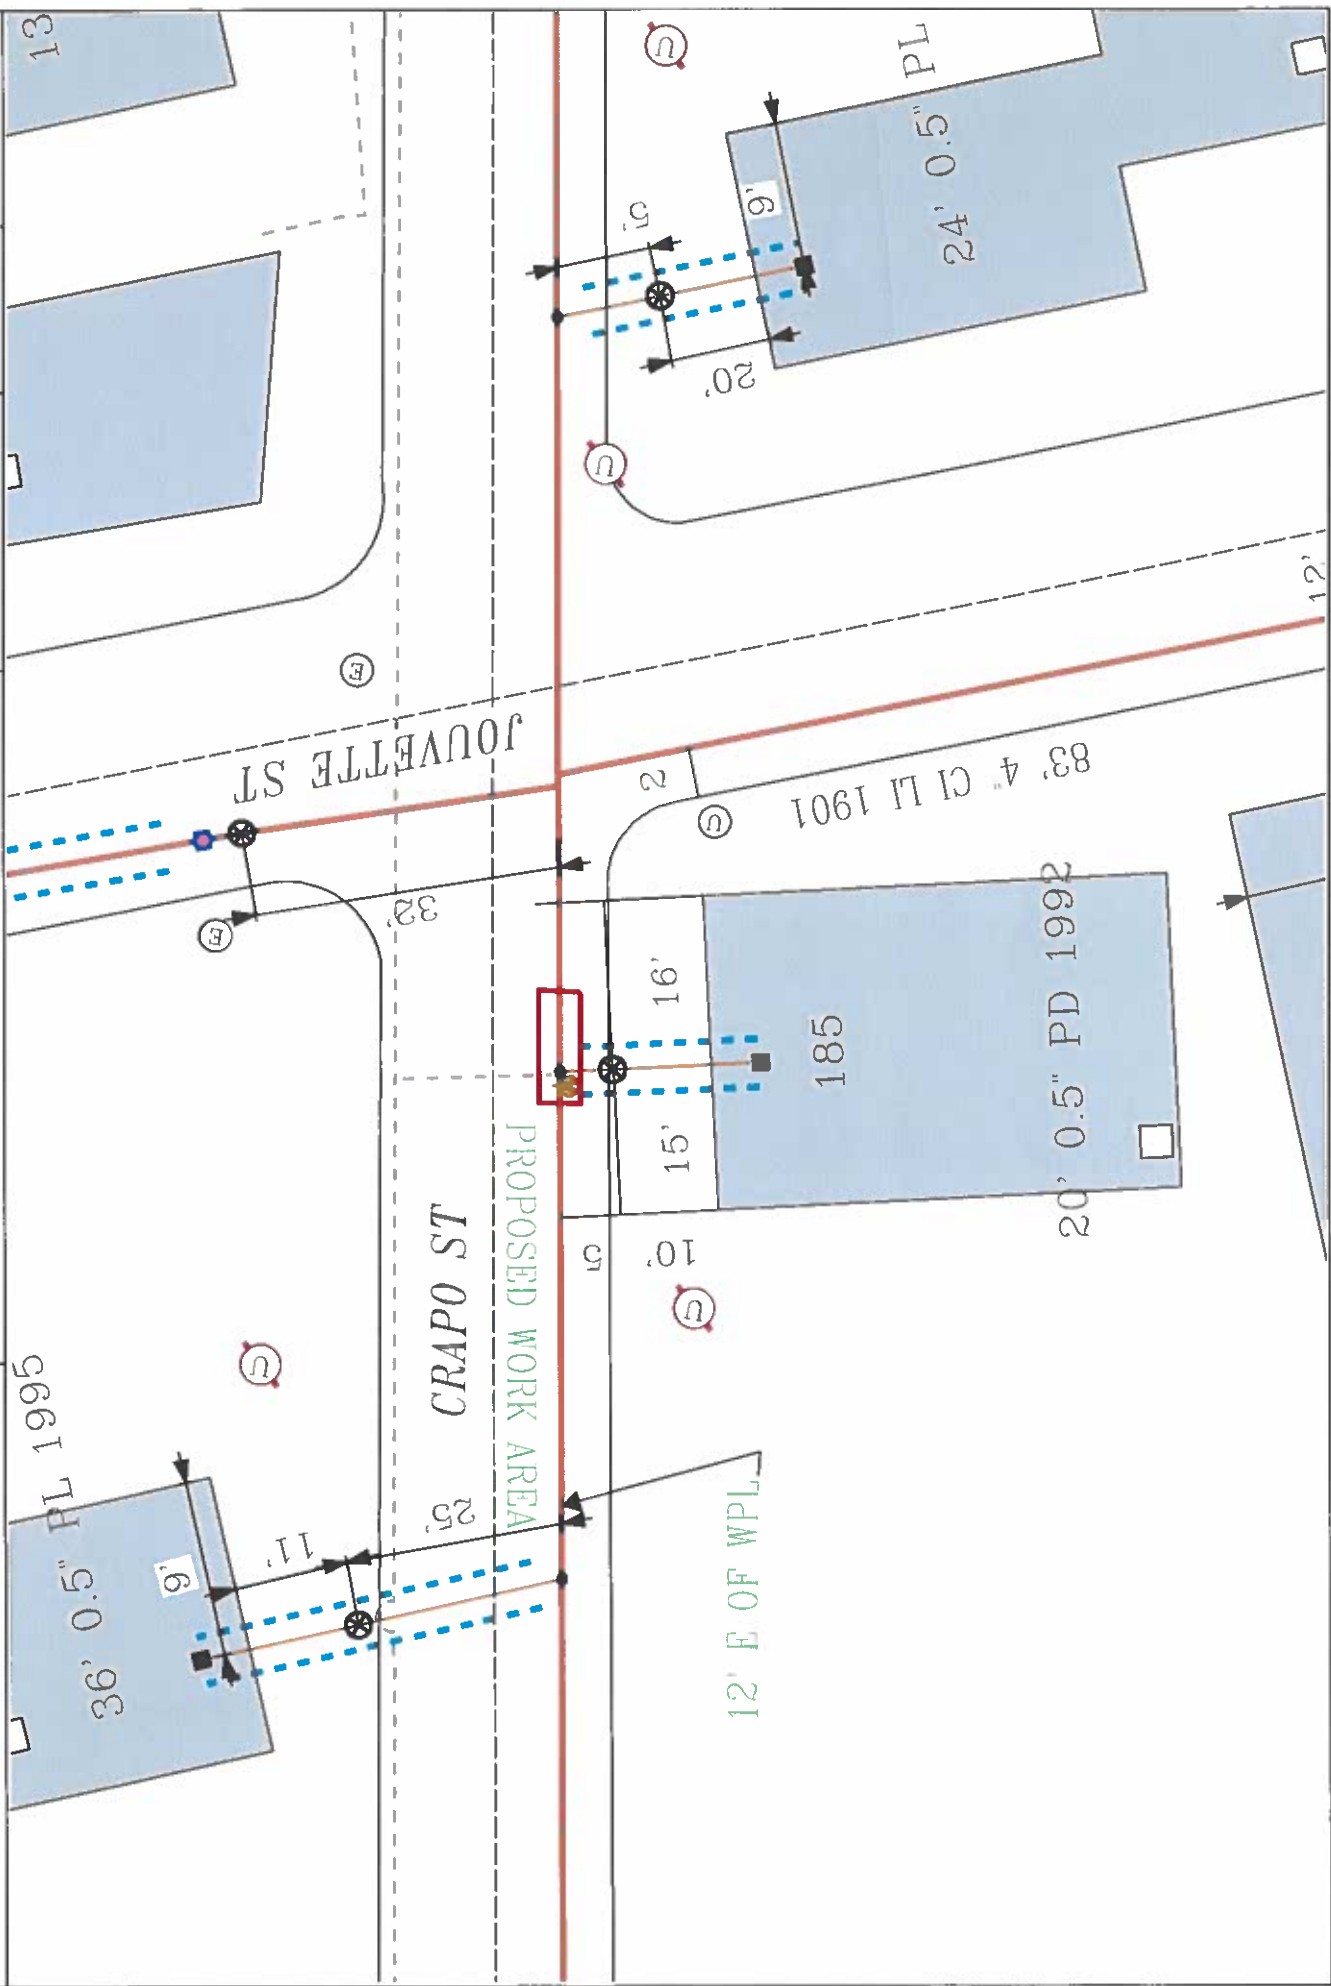 13
PL
24' 0.5"
9'
5'
20'
12'
E
JOUVETTE ST
2
U
83' 4" CI LI 1901
32'
E
16'
185
15'
20' 0.5" PD 1992
5
10'
CRAPO ST
PROPOSED WORK AREA
U
U
U
U
36' 0.5" PL 1995
9'
11'
25'
12' E OF WPL